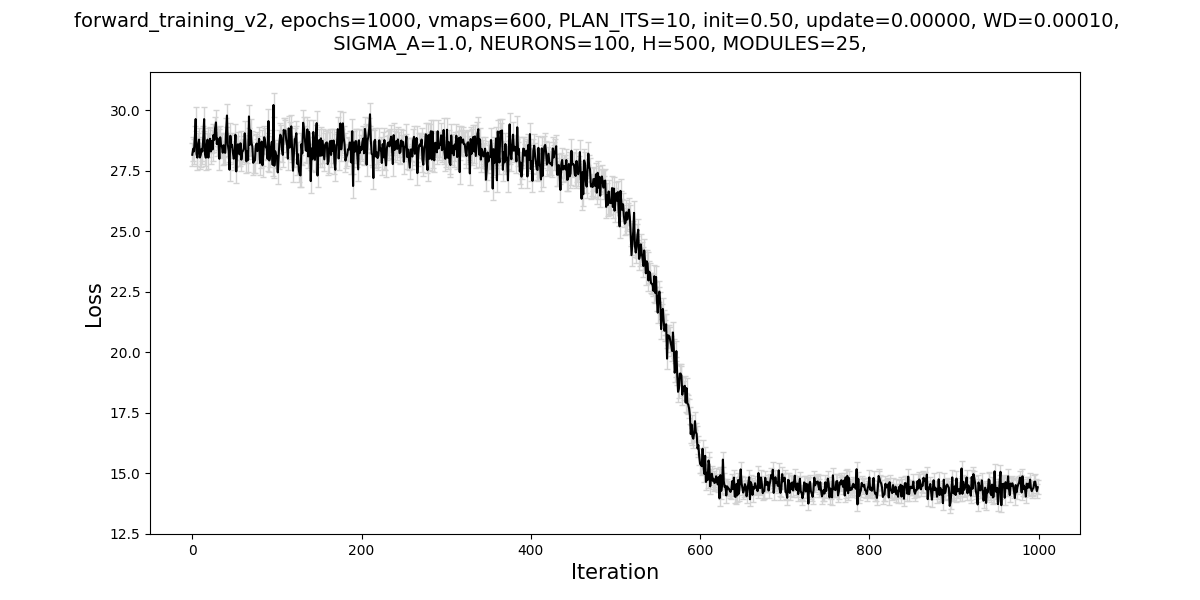 forward_training_v2, epochs=1000, vmaps=600, PLAN_ITS=10, init=0.50, update=0.00000, WD=0.00010,
SIGMA_A=1.0, NEURONS=100, H=500, MODULES=25,
30.0
27.5
25.0
22.5
20.0
17.5
15.0
12.5
Loss
0 200 400 600 800 1000
Iteration